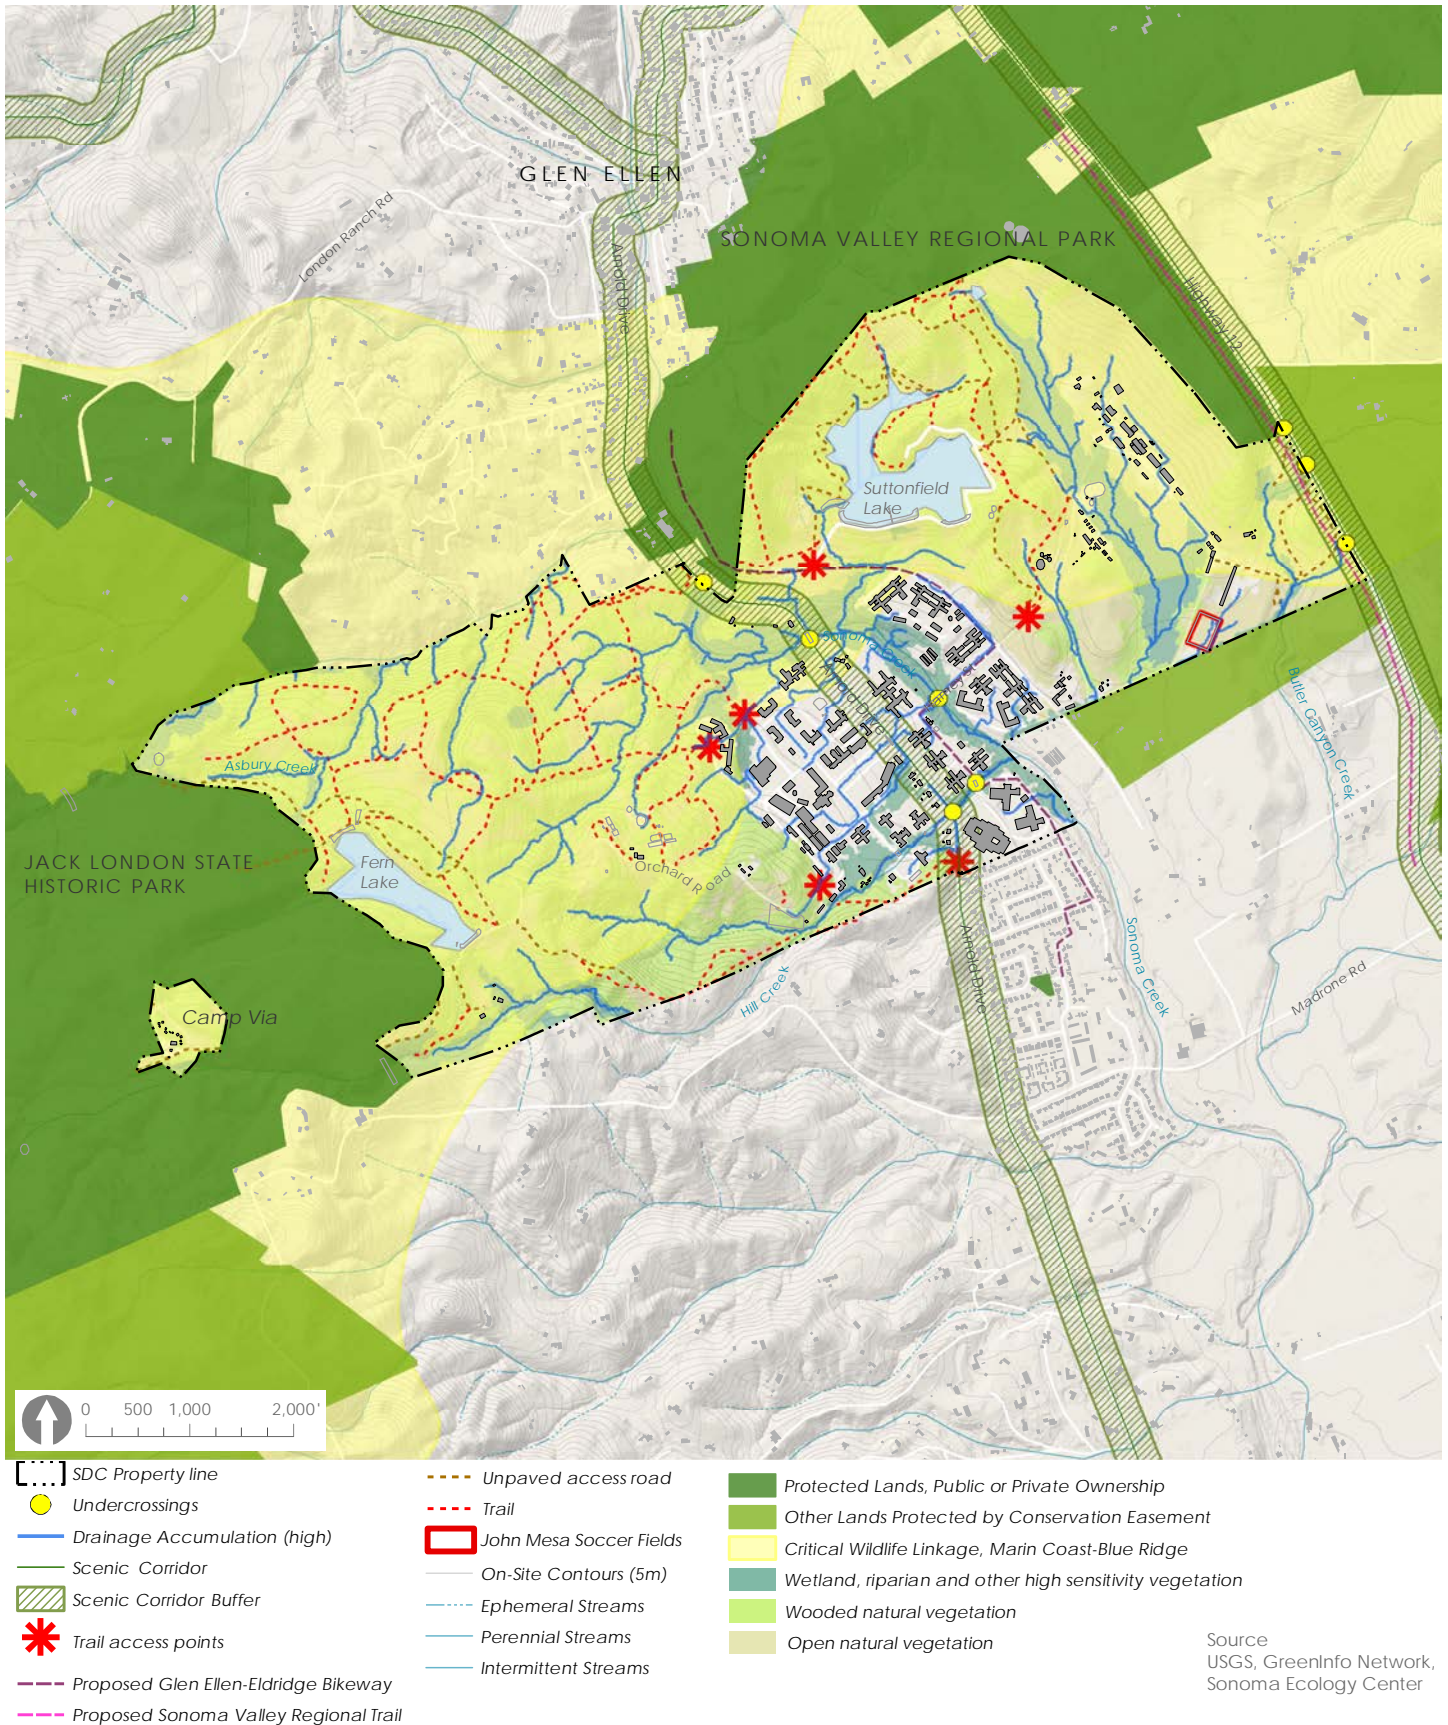 GLEN ELLEN
London Ranch Rd
Arnold Drive
SONOMA VALLEY REGIONAL PARK
Highway 12
Suttonfield
Lake
Asbury Creek
Arnold Drive
Butler Canyon Creek
JACK LONDON STATE
HISTORIC PARK
Fern
Lake
Orchard Road
Camp Via
Hill Creek
Arnold Drive
Sonoma Creek
Madrone Rd
0 500 1,000 2,000'
SDC Property line
Undercrossings
Drainage Accumulation (high)
Scenic Corridor
Scenic Corridor Buffer
Trail access points
Proposed Glen Ellen-Eldridge Bikeway
Proposed Sonoma Valley Regional Trail
Unpaved access road
Trail
John Mesa Soccer Fields
On-Site Contours (5m)
Ephemeral Streams
Perennial Streams
Intermittent Streams
Protected Lands, Public or Private Ownership
Other Lands Protected by Conservation Easement
Critical Wildlife Linkage, Marin Coast-Blue Ridge
Wetland, riparian and other high sensitivity vegetation
Wooded natural vegetation
Open natural vegetation
Source
USGS, GreenInfo Network,
Sonoma Ecology Center